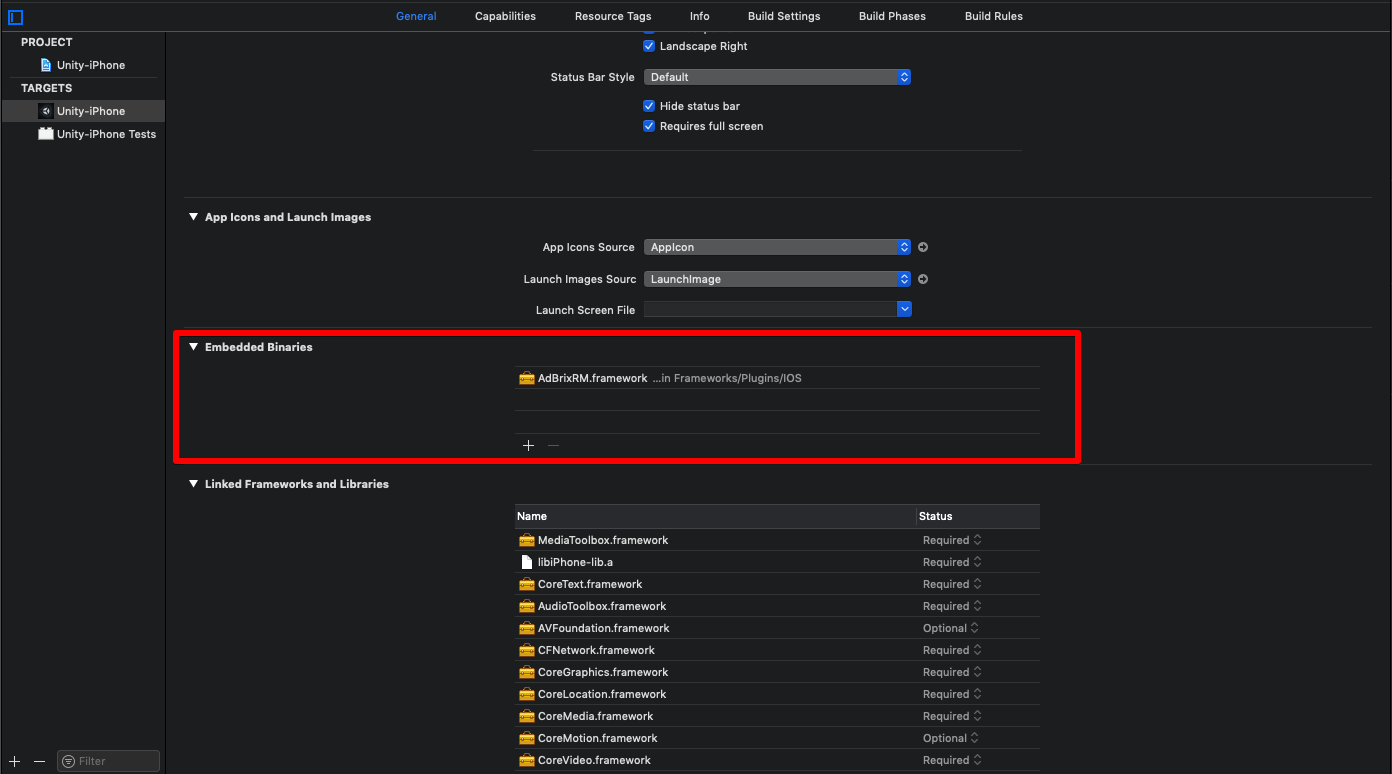 General Capabilities Resource Tags Info Build Settings Build Phases Build Rules
PROJECT
Unity-iPhone
TARGETS
Unity-iPhone
Unity-iPhone Tests
Landscape Right
Status Bar Style Default
Hide status bar
Requires full screen
App Icons and Launch Images
App Icons Source AppIcon
Launch Images Sourc LaunchImage
Launch Screen File
Embedded Binaries
AdBrixRM.framework ...in Frameworks/Plugins/IOS
Linked Frameworks and Libraries
Name Status
MediaToolbox.framework Required
libiPhone-lib.a Required
CoreText.framework Required
AudioToolbox.framework Required
AVFoundation.framework Optional
CFNetwork.framework Required
CoreGraphics.framework Required
CoreLocation.framework Required
CoreMedia.framework Required
CoreMotion.framework Optional
CoreVideo.framework Required
Filter